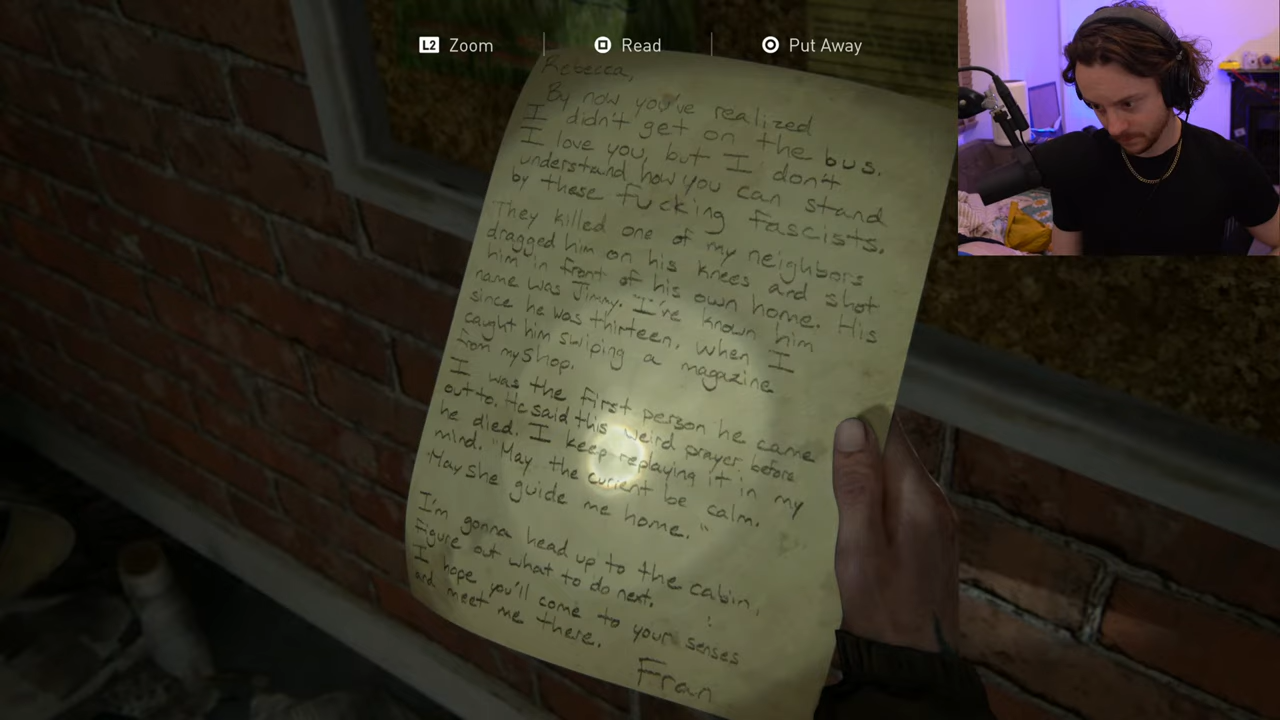 L2 Zoom
Read
Put Away
Rebecca,
By now you've realized
I didn't get on the bus.
I love you, but I don't
understand how you can stand
by these fucking fascists.
They killed one of my neighbors
dragged him on his knees and shot
him in front of his own home. His
name was Jimmy. I've known him
since he was thirteen, when I
caught him swiping a magazine
from my shop.
I was the first person he came
out to. He said this weird prayer before
he died. I keep replaying it in my
mind. "May the current be calm.
May she guide me home."
I'm gonna head up to the cabin,
figure out what to do next.
I hope you'll come to your senses
and meet me there.
Fran